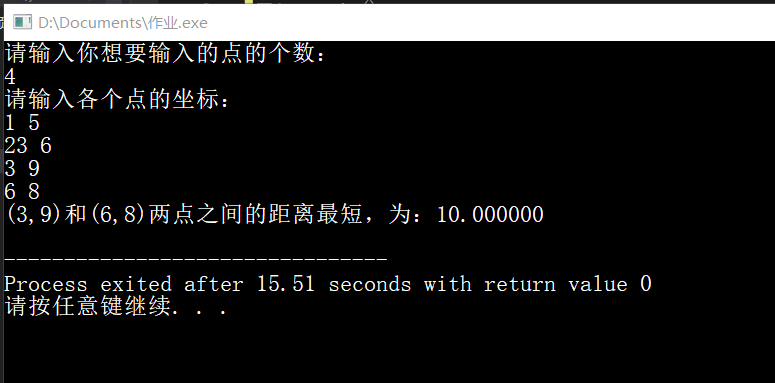 D:\Documents\作业.exe
请输入你想要输入的点的个数:
4
请输入各个点的坐标:
1 5
23 6
3 9
6 8
(3,9)和(6,8)两点之间的距离最短，为：10.000000
--------------------------------
Process exited after 15.51 seconds with return value 0
请按任意键继续. . .